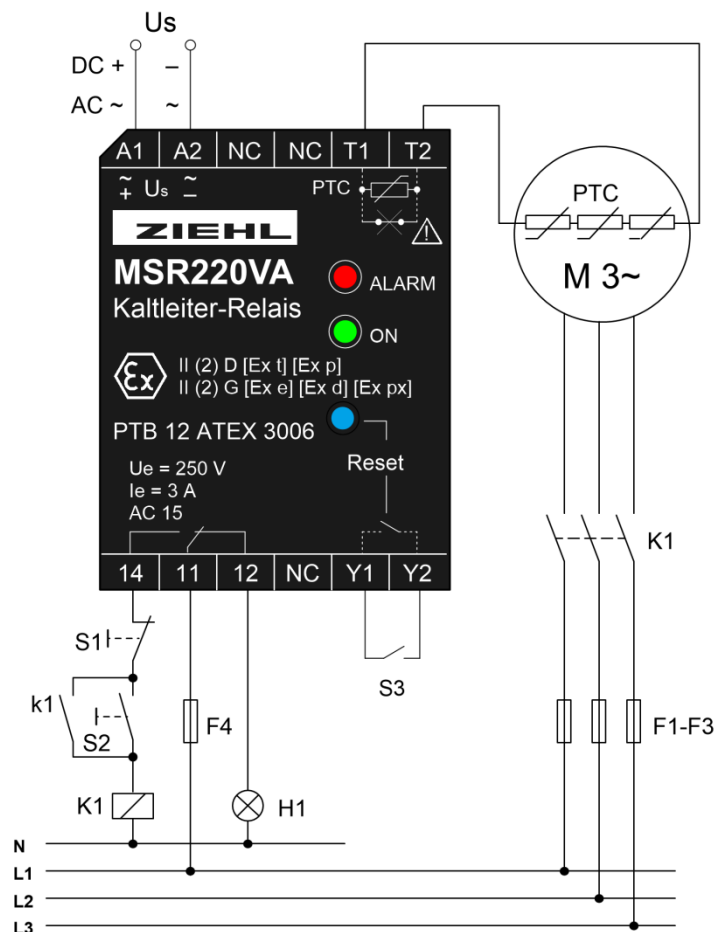 Us
DC + –
AC ~ ~
A1 A2 NC NC T1 T2
~ + Us ~ –
PTC
PTC
ZIEHL
M 3~
MSR220VA
ALARM
Kaltleiter-Relais
ON
Ex
II (2) D [Ex t] [Ex p]
II (2) G [Ex e] [Ex d] [Ex px]
PTB 12 ATEX 3006
Reset
Ue = 250 V
Ie = 3 A
AC 15
K1
14 11 12 NC Y1 Y2
S1
S3
k1
S2
F4
F1-F3
K1
H1
N
L1
L2
L3